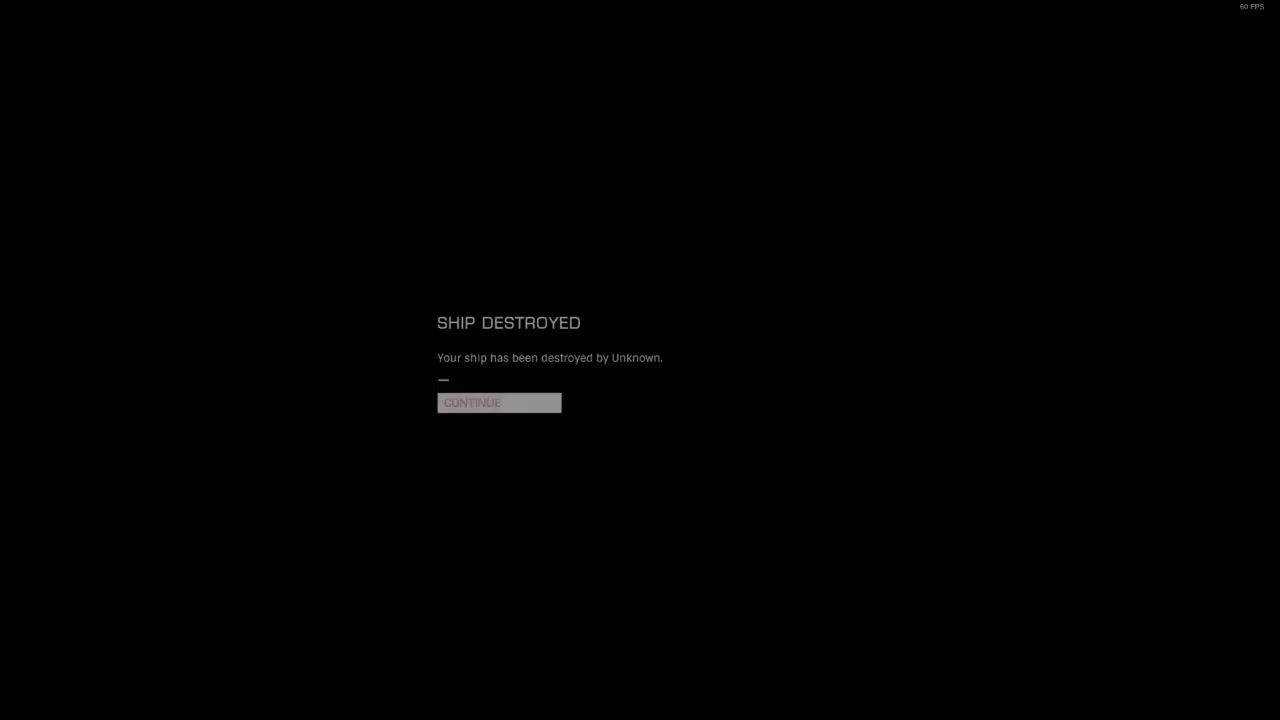 60 FPS
SHIP DESTROYED
Your ship has been destroyed by Unknown.
CONTINUE